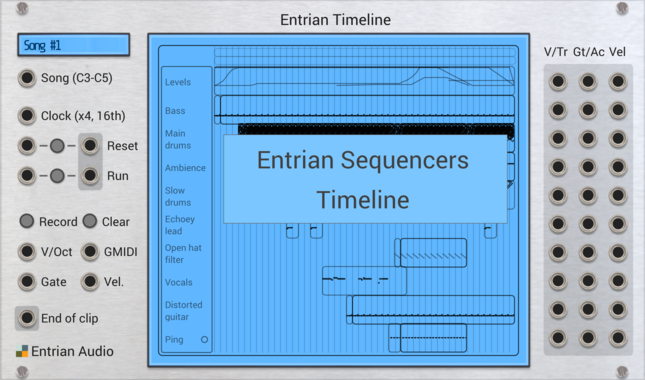 Entrian Timeline
Song #1
Song (C3-C5)
Clock (x4, 16th)
Reset
Run
Record Clear
V/Oct GMIDI
Gate Vel.
End of clip
Entrian Audio
Levels
Bass
Main
drums
Ambience
Slow
drums
Echoey
lead
Open hat
filter
Vocals
Distorted
guitar
Ping
Entrian Sequencers
Timeline
V/Tr Gt/Ac Vel